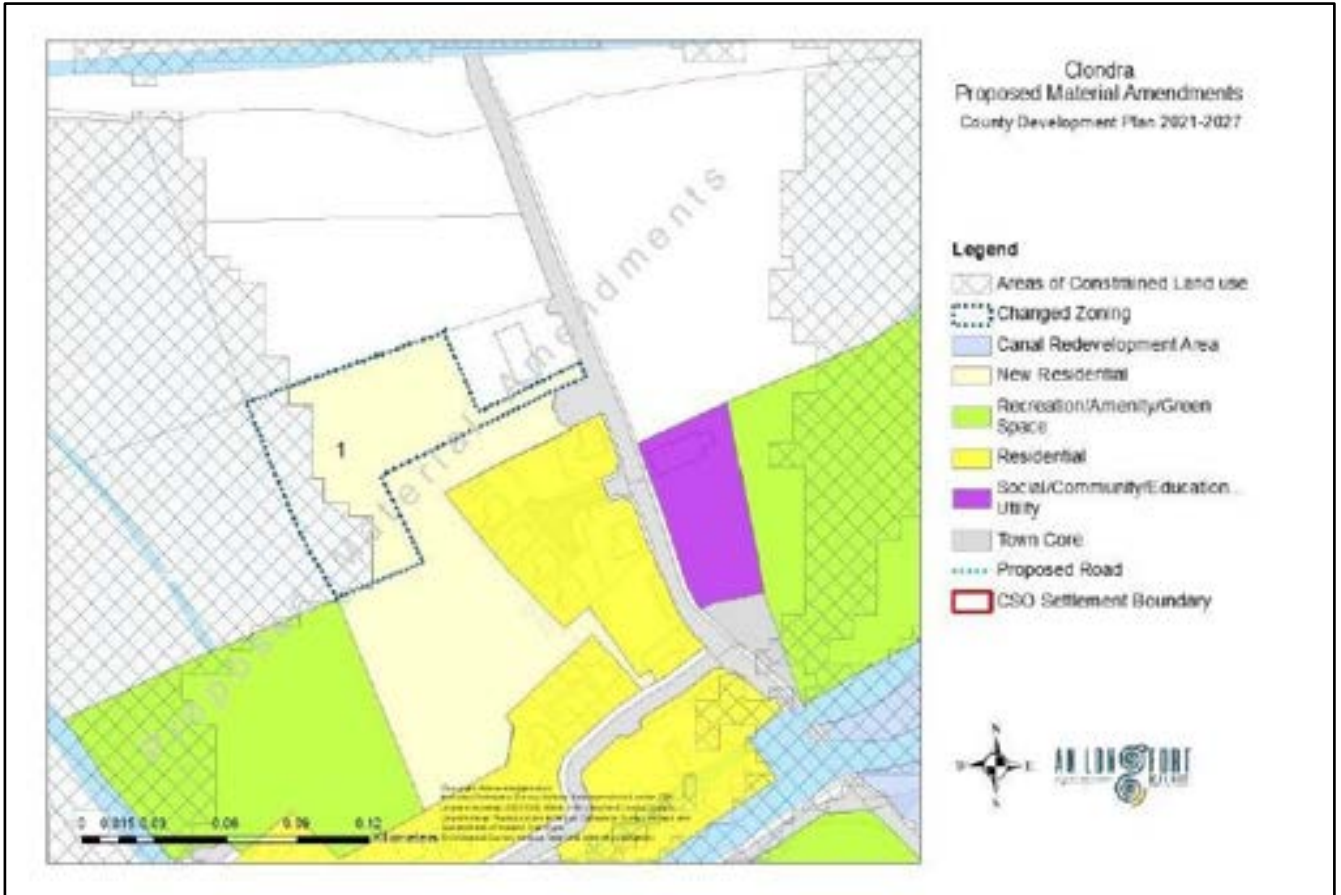 Clondra
Proposed Material Amendments
County Development Plan 2021-2027
Legend
Areas of Constrained Land use
Changed Zoning
Canal Redevelopment Area
New Residential
Recreation/Amenity/Green
Space
Residential
Social/Community/Education
Utility
Town Core
Proposed Road
CSO Settlement Boundary
N
W E
S
AN LONGFORT
1
Proposed Material Amendments
0 0.015 0.03 0.06 0.09 0.12
Kilometers